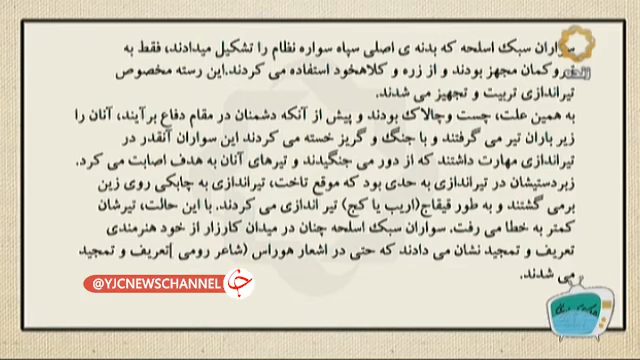 سواران سبک اسلحه که بدنه ی اصلی سپاه سواره نظام را تشکیل میدادند، فقط به
تیروکمان مجهز بودند و از زره و کلاهخود استفاده می کردند.این رسته مخصوص
تیراندازی تربیت و تجهیز می شدند.
به همین علت، چست وچالاک بودند و پیش از آنکه دشمنان در مقام دفاع برآیند، آنان را
زیر باران تیر می گرفتند و با جنگ و گریز خسته می کردند این سواران آنقدر در
تیراندازی مهارت داشتند که از دور می جنگیدند و تیرهای آنان به هدف اصابت می کرد.
زبردستیشان در تیراندازی به حدی بود که موقع تاخت، تیراندازی به چابکی روی زین
برمی گشتند و به طور قیقاج(اریب یا کج) تیر اندازی می کردند. با این حالت، تیرشان
کمتر به خطا می رفت. سواران سبک اسلحه چنان در میدان کارزار از خود هنرمندی
تعریف و تمجید نشان می دادند که حتی در اشعار هوراس (شاعر رومی ]تعریف و تمجید
می شدند.
@YJCNEWSCHANNEL